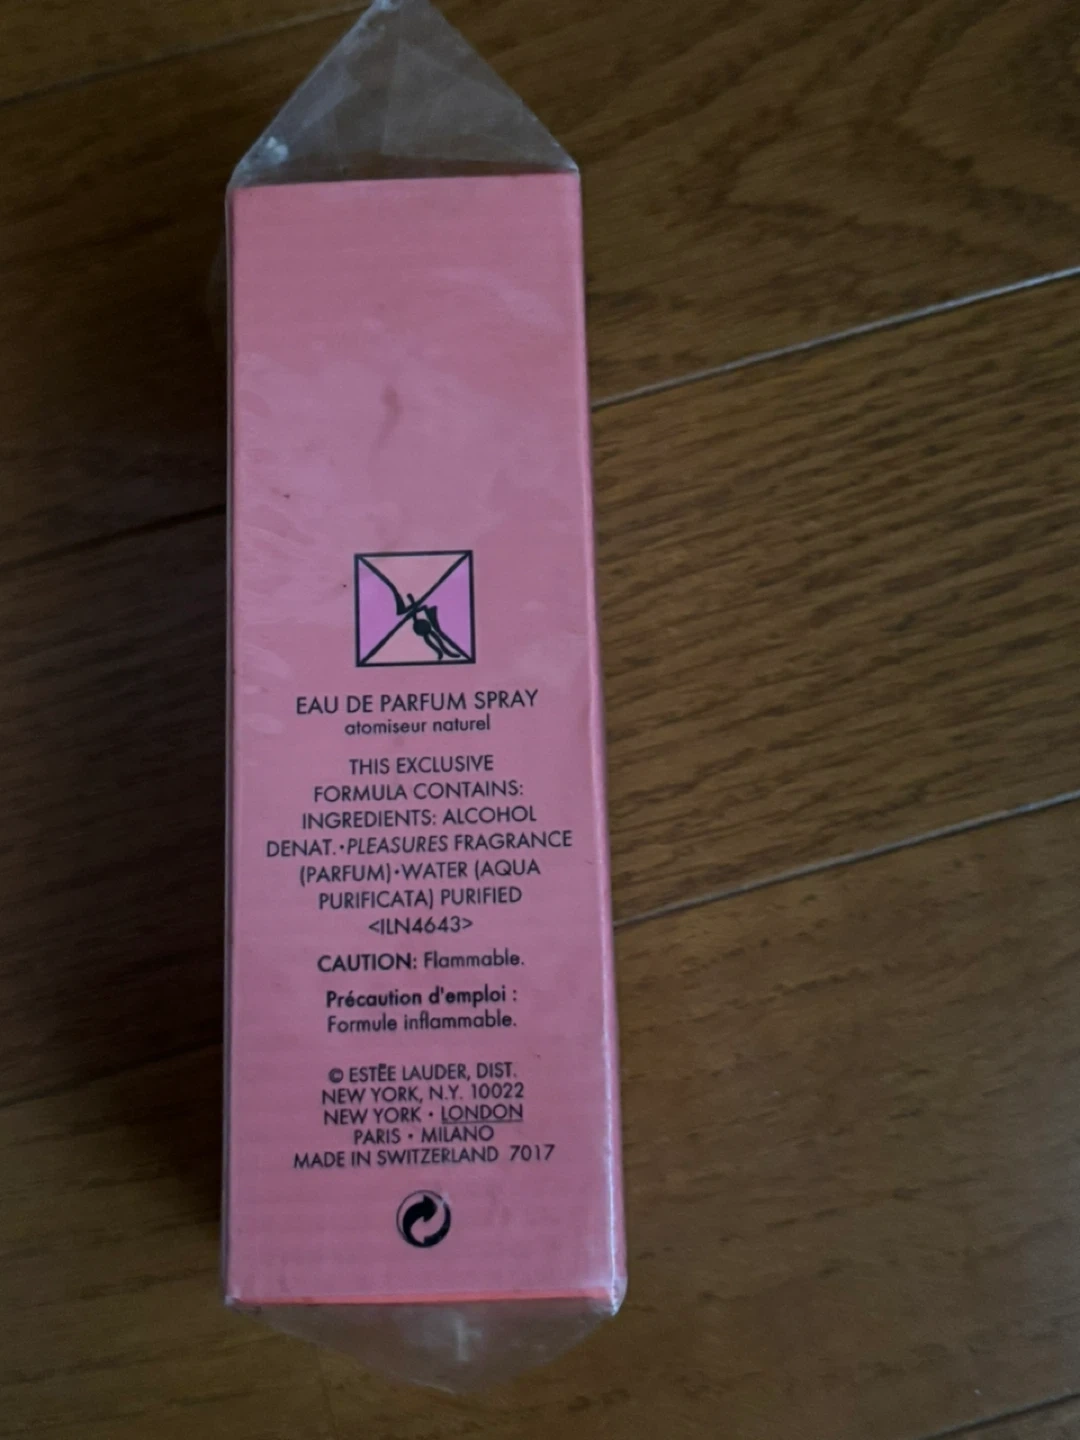 EAU DE PARFUM SPRAY
atomiseur naturel
THIS EXCLUSIVE
FORMULA CONTAINS:
INGREDIENTS: ALCOHOL
DENAT.•PLEASURES FRAGRANCE
(PARFUM)•WATER (AQUA
PURIFICATA) PURIFIED
<ILN4643>
CAUTION: Flammable.
Précaution d'emploi :
Formule inflammable.
© ESTĒE LAUDER, DIST.
NEW YORK, N.Y. 10022
NEW YORK • LONDON
PARIS • MILANO
MADE IN SWITZERLAND 7017